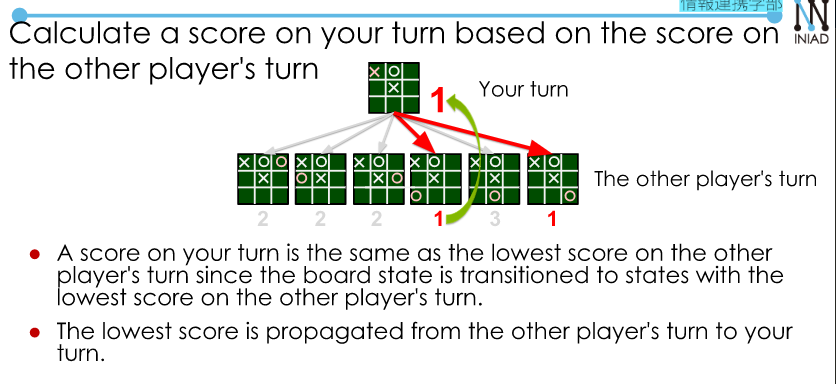 情報連携学部
INIAD
Calculate a score on your turn based on the score on
the other player's turn
× ○
×
1
Your turn
× ○ ○
×
× ○
○ ×
× ○
× ○
× ○
×
○
× ○
×
○
× ○
×
○
The other player's turn
2 2 2 1 3 1
● A score on your turn is the same as the lowest score on the other
player's turn since the board state is transitioned to states with the
lowest score on the other player's turn.
● The lowest score is propagated from the other player's turn to your
turn.